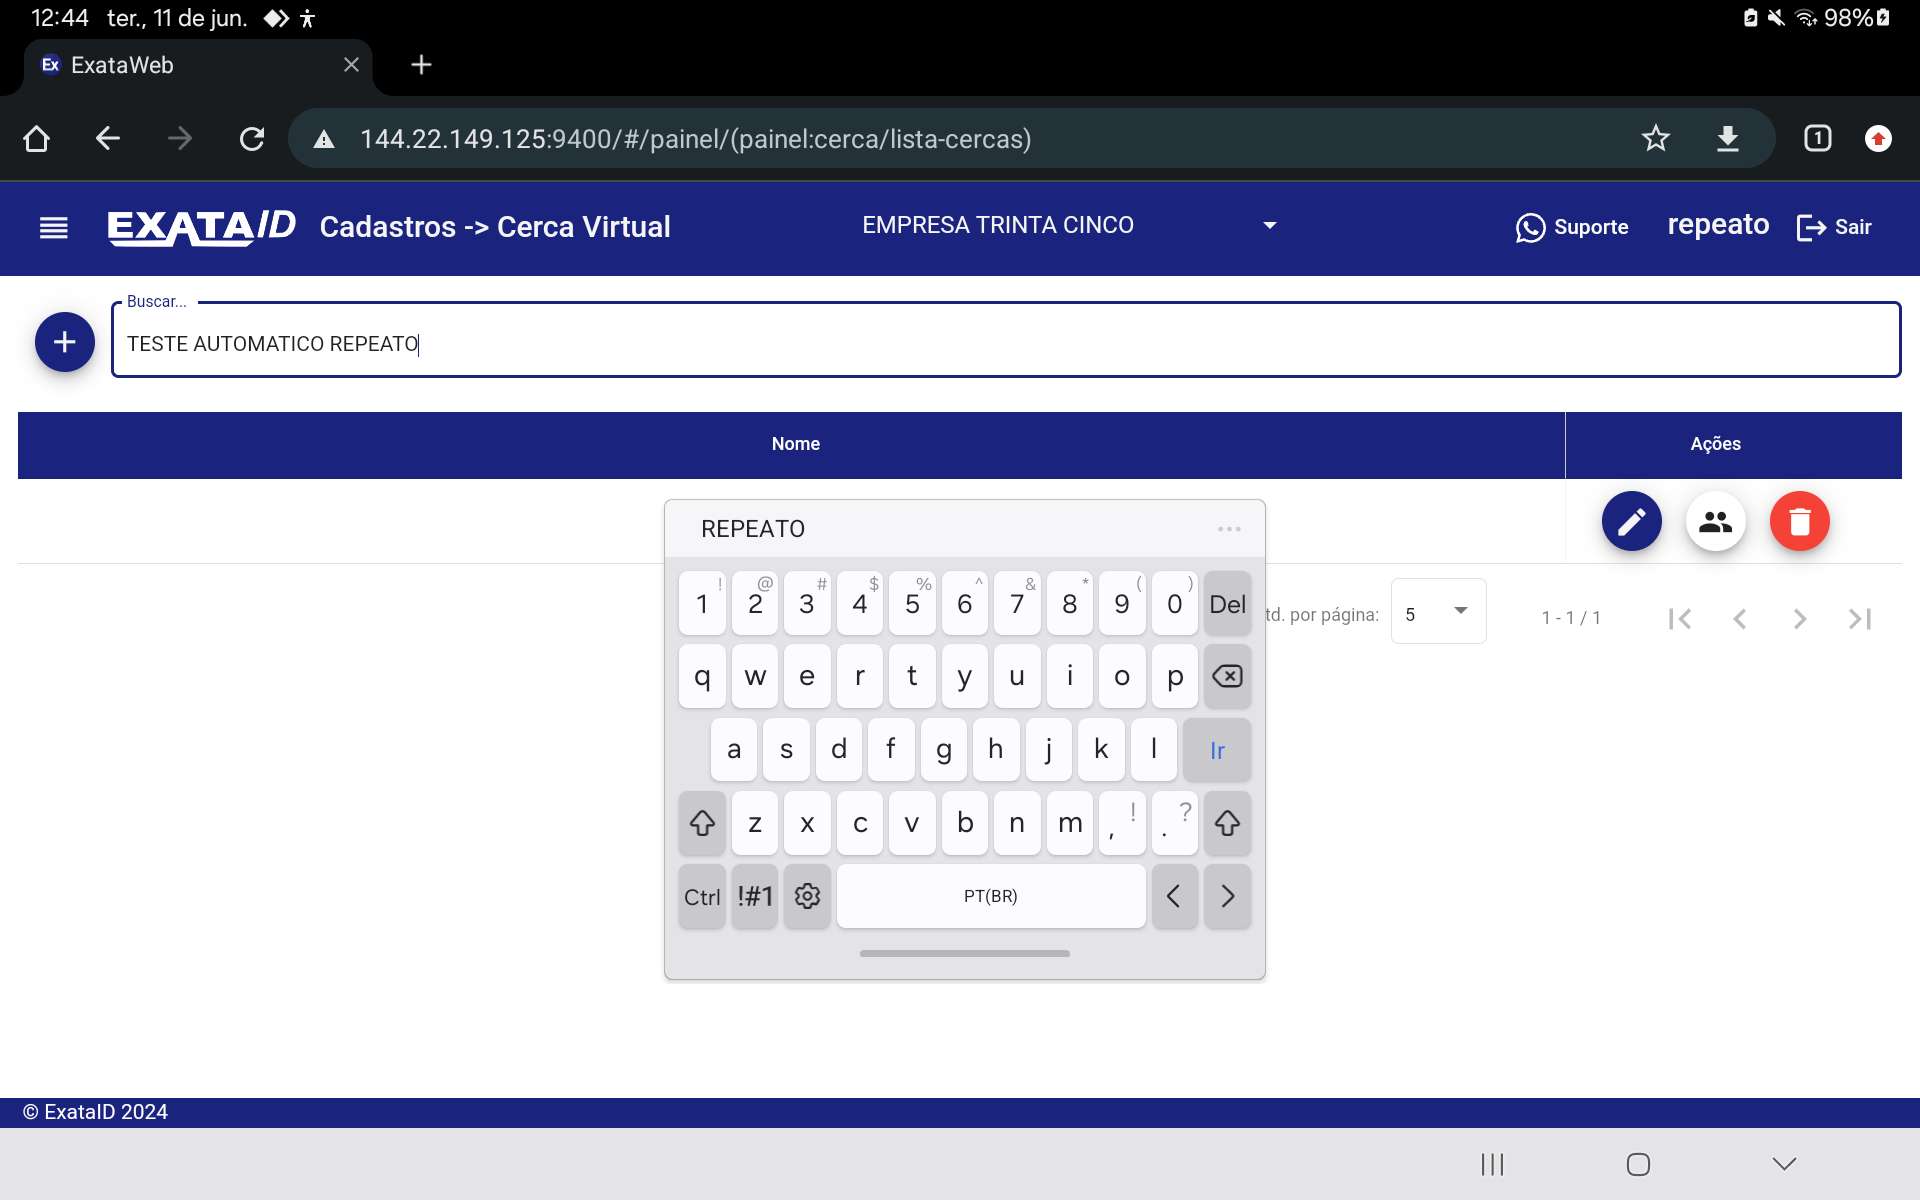 12:44 ter., 11 de jun. 98%
Ex ExataWeb
144.22.149.125:9400/#/painel/(painel:cerca/lista-cercas) 1
EXATAID Cadastros -> Cerca Virtual EMPRESA TRINTA CINCO Suporte repeato Sair
Buscar...
TESTE AUTOMATICO REPEATO
Nome Ações
REPEATO
! @ # $ % ^ & * ( )
1 2 3 4 5 6 7 8 9 0 Del
td. por página: 5 1 - 1 / 1
q w e r t y u i o p
a s d f g h j k l Ir
z x c v b n m , ! . ?
Ctrl !#1 PT(BR)
© ExataID 2024